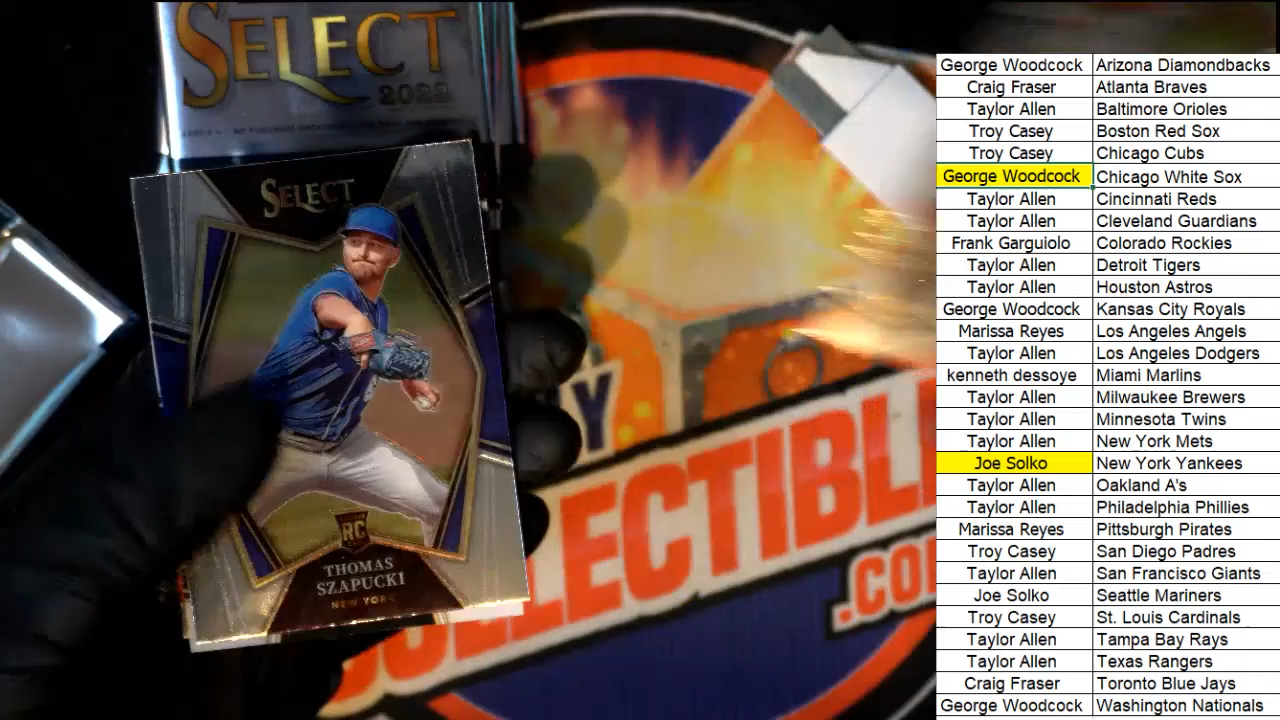 SELECT
2022
SELECT
RC
THOMAS
SZAPUCKI
NEW YORK
Y
OLLECTIBL
.CO
George Woodcock Arizona Diamondbacks
Craig Fraser Atlanta Braves
Taylor Allen Baltimore Orioles
Troy Casey Boston Red Sox
Troy Casey Chicago Cubs
George Woodcock Chicago White Sox
Taylor Allen Cincinnati Reds
Taylor Allen Cleveland Guardians
Frank Garguiolo Colorado Rockies
Taylor Allen Detroit Tigers
Taylor Allen Houston Astros
George Woodcock Kansas City Royals
Marissa Reyes Los Angeles Angels
Taylor Allen Los Angeles Dodgers
kenneth dessoye Miami Marlins
Taylor Allen Milwaukee Brewers
Taylor Allen Minnesota Twins
Taylor Allen New York Mets
Joe Solko New York Yankees
Taylor Allen Oakland A's
Taylor Allen Philadelphia Phillies
Marissa Reyes Pittsburgh Pirates
Troy Casey San Diego Padres
Taylor Allen San Francisco Giants
Joe Solko Seattle Mariners
Troy Casey St. Louis Cardinals
Taylor Allen Tampa Bay Rays
Taylor Allen Texas Rangers
Craig Fraser Toronto Blue Jays
George Woodcock Washington Nationals